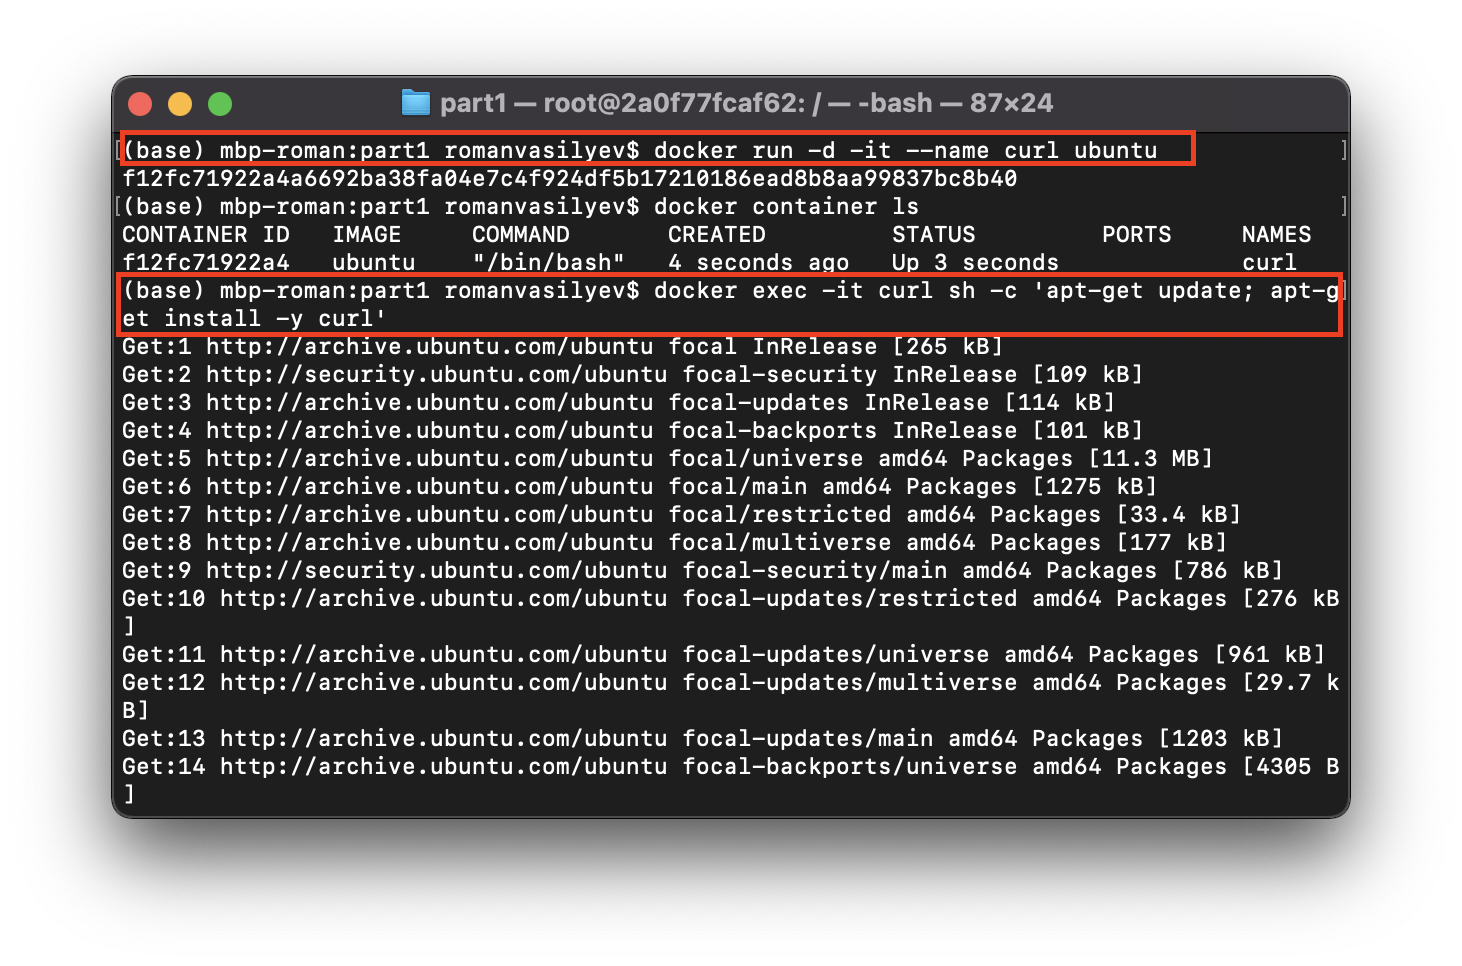 part1 — root@2a0f77fcaf62: / — -bash — 87×24
[(base) mbp-roman:part1 romanvasilyev$ docker run -d -it --name curl ubuntu ]
f12fc71922a4a6692ba38fa04e7c4f924df5b17210186ead8b8aa99837bc8b40
[(base) mbp-roman:part1 romanvasilyev$ docker container ls ]
CONTAINER ID   IMAGE     COMMAND       CREATED         STATUS         PORTS     NAMES
f12fc71922a4   ubuntu    "/bin/bash"   4 seconds ago   Up 3 seconds             curl
(base) mbp-roman:part1 romanvasilyev$ docker exec -it curl sh -c 'apt-get update; apt-g]
et install -y curl'
Get:1 http://archive.ubuntu.com/ubuntu focal InRelease [265 kB]
Get:2 http://security.ubuntu.com/ubuntu focal-security InRelease [109 kB]
Get:3 http://archive.ubuntu.com/ubuntu focal-updates InRelease [114 kB]
Get:4 http://archive.ubuntu.com/ubuntu focal-backports InRelease [101 kB]
Get:5 http://archive.ubuntu.com/ubuntu focal/universe amd64 Packages [11.3 MB]
Get:6 http://archive.ubuntu.com/ubuntu focal/main amd64 Packages [1275 kB]
Get:7 http://archive.ubuntu.com/ubuntu focal/restricted amd64 Packages [33.4 kB]
Get:8 http://archive.ubuntu.com/ubuntu focal/multiverse amd64 Packages [177 kB]
Get:9 http://security.ubuntu.com/ubuntu focal-security/main amd64 Packages [786 kB]
Get:10 http://archive.ubuntu.com/ubuntu focal-updates/restricted amd64 Packages [276 kB
]
Get:11 http://archive.ubuntu.com/ubuntu focal-updates/universe amd64 Packages [961 kB]
Get:12 http://archive.ubuntu.com/ubuntu focal-updates/multiverse amd64 Packages [29.7 k
B]
Get:13 http://archive.ubuntu.com/ubuntu focal-updates/main amd64 Packages [1203 kB]
Get:14 http://archive.ubuntu.com/ubuntu focal-backports/universe amd64 Packages [4305 B
]